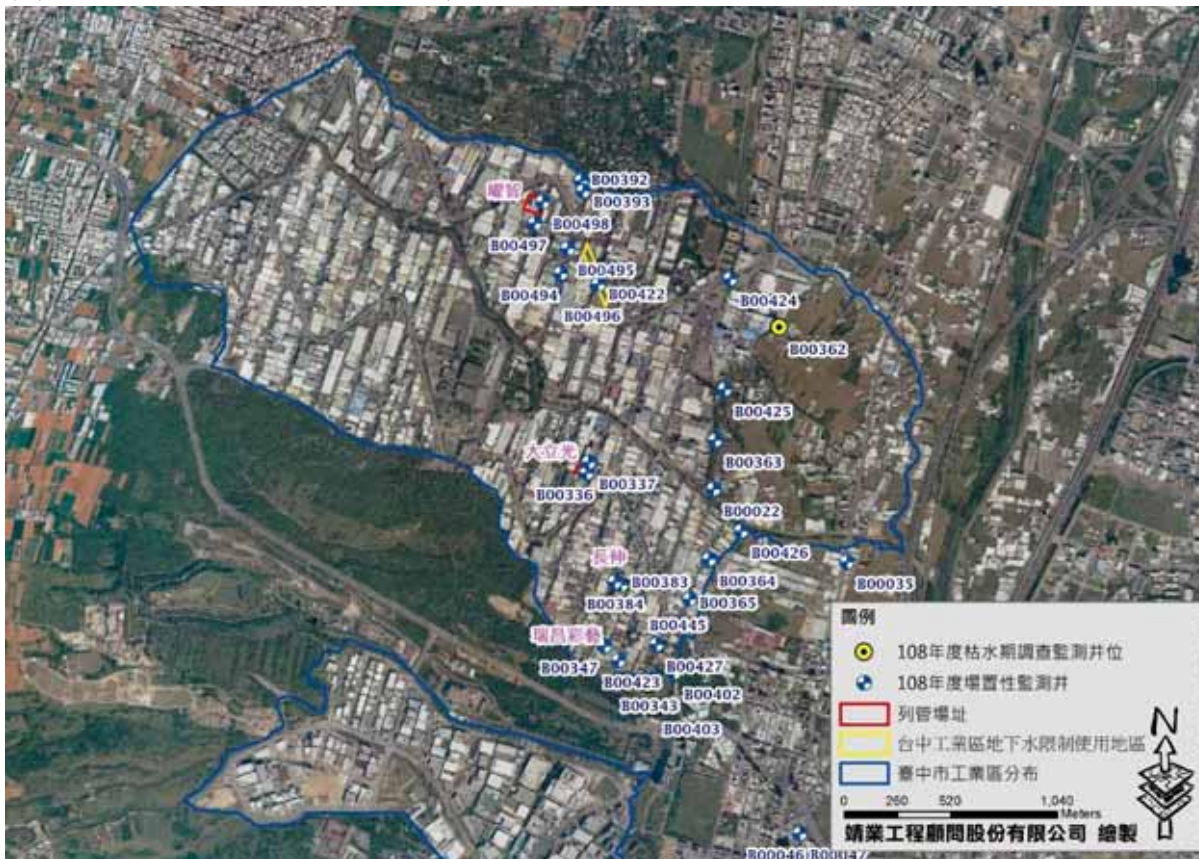 B00392
B00393
曜智
B00498
B00497
B00495
B00494
B00422
B00496
B00424
B00362
B00425
B00363
大立光
B00337
B00336
B00022
B00426
B00035
長伸
B00383
B00364
B00384
B00365
B00445
瑞昌彩藝
B00347
B00427
B00423
B00402
B00343
B00403
B00046
B00047
圖例
108年度枯水期調查監測井位
108年度場置性監測井
列管場址
台中工業區地下水限制使用地區
臺中市工業區分布
N
0 260 520 1,040
Meters
靖業工程顧問股份有限公司 繪製